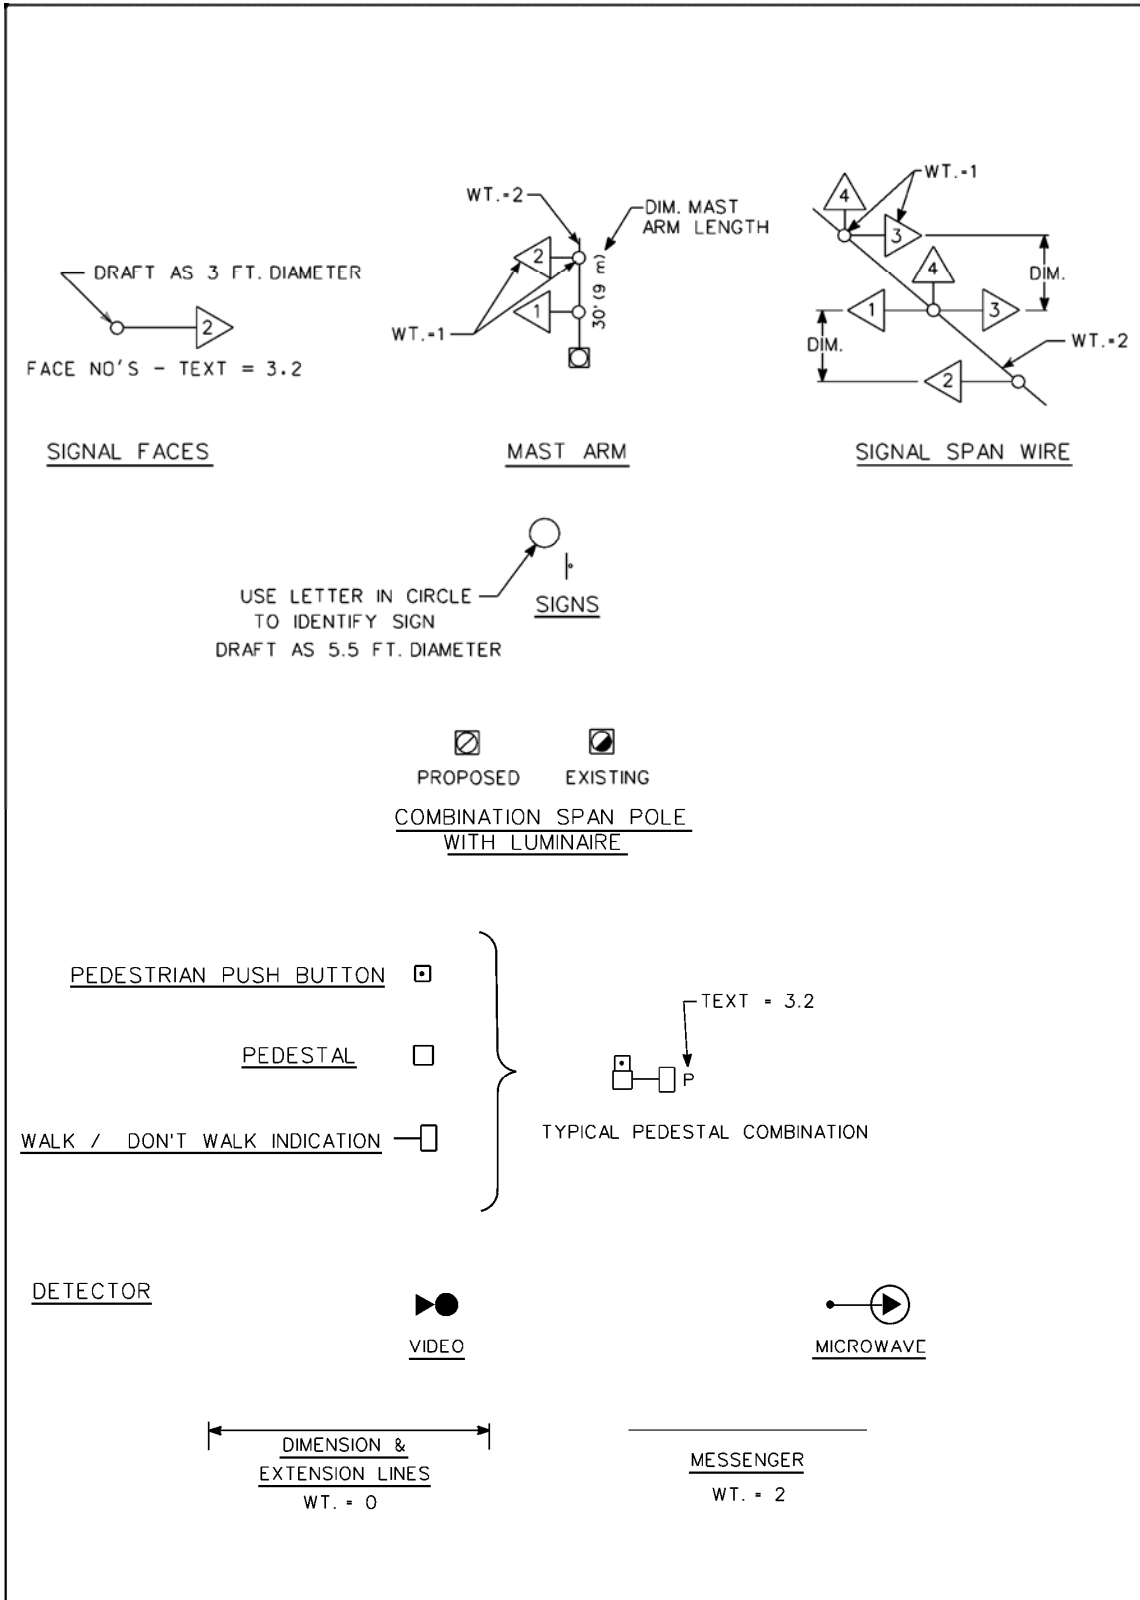 DRAFT AS 3 FT. DIAMETER
2
FACE NO'S - TEXT = 3.2
SIGNAL FACES
WT.=2
DIM. MAST
ARM LENGTH
2
1
30' (9 m)
WT.=1
MAST ARM
WT.=1
4
3
4
DIM.
1
3
DIM.
WT.=2
2
SIGNAL SPAN WIRE
USE LETTER IN CIRCLE
TO IDENTIFY SIGN
DRAFT AS 5.5 FT. DIAMETER
SIGNS
PROPOSED
EXISTING
COMBINATION SPAN POLE
WITH LUMINAIRE
PEDESTRIAN PUSH BUTTON
PEDESTAL
WALK / DON'T WALK INDICATION
TEXT = 3.2
P
TYPICAL PEDESTAL COMBINATION
DETECTOR
VIDEO
MICROWAVE
DIMENSION &
EXTENSION LINES
WT. = 0
MESSENGER
WT. = 2